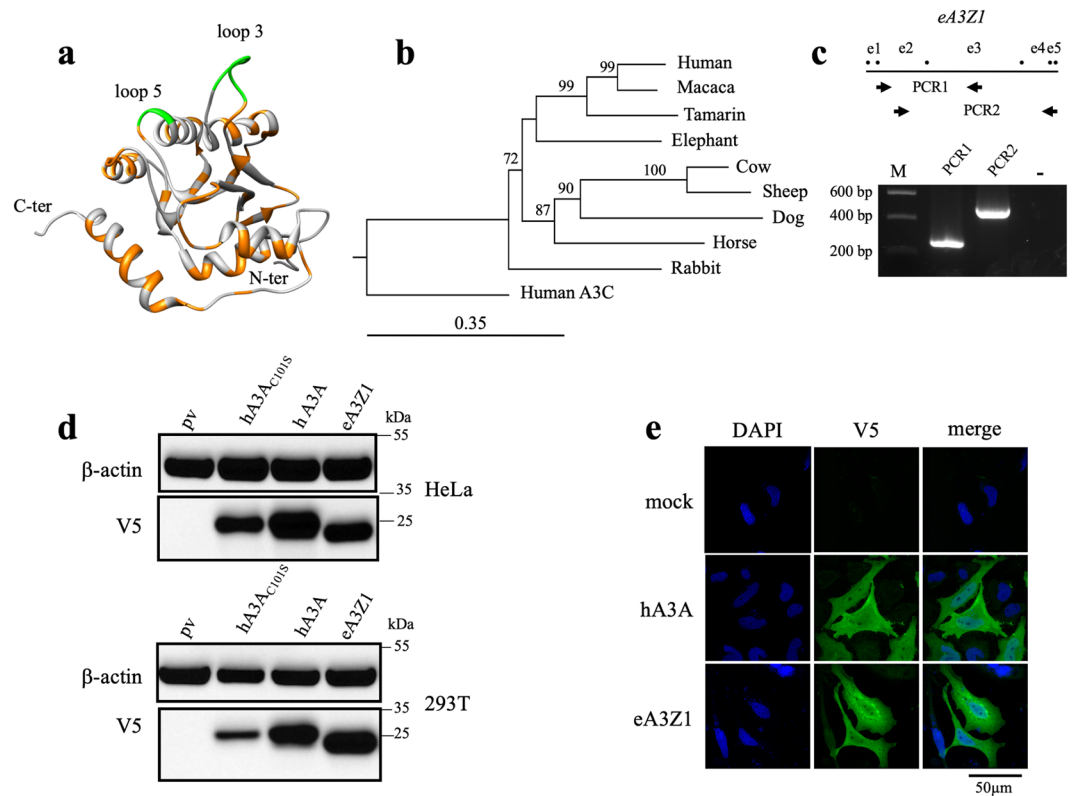 a
loop 3
loop 5
C-ter
N-ter
b
99
Human
99
Macaca
Tamarin
72
Elephant
100
Cow
90
Sheep
87
Dog
Horse
Rabbit
Human A3C
0.35
c
eA3Z1
e1 e2 e3 e4 e5
PCR1
PCR2
M PCR1 PCR2 -
600 bp
400 bp
200 bp
d
pv hA3AC101S h A3A eA3Z1
kDa
55
β-actin
35
HeLa
V5
25
pv hA3AC101S hA3A eA3Z1
kDa
55
β-actin
35
293T
V5
25
e
DAPI V5 merge
mock
hA3A
eA3Z1
50μm